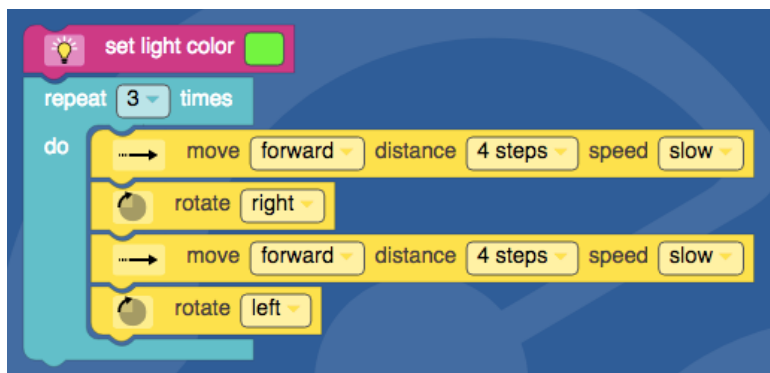 set light color
repeat 3 times
do move forward distance 4 steps speed slow
rotate right
move forward distance 4 steps speed slow
rotate left